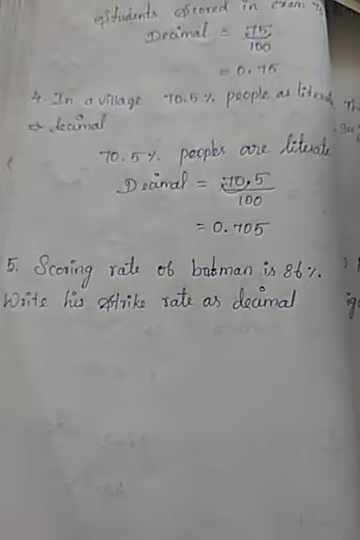 students scored in exam
Decimal = 75/100
= 0.75
4. In a village 70.5% people as literate
⇒ decimal
70.5% peoples are literate
Decimal = 70.5/100
= 0.705
5. Scoring rate of batman is 86%.
Write his strike rate as decimal